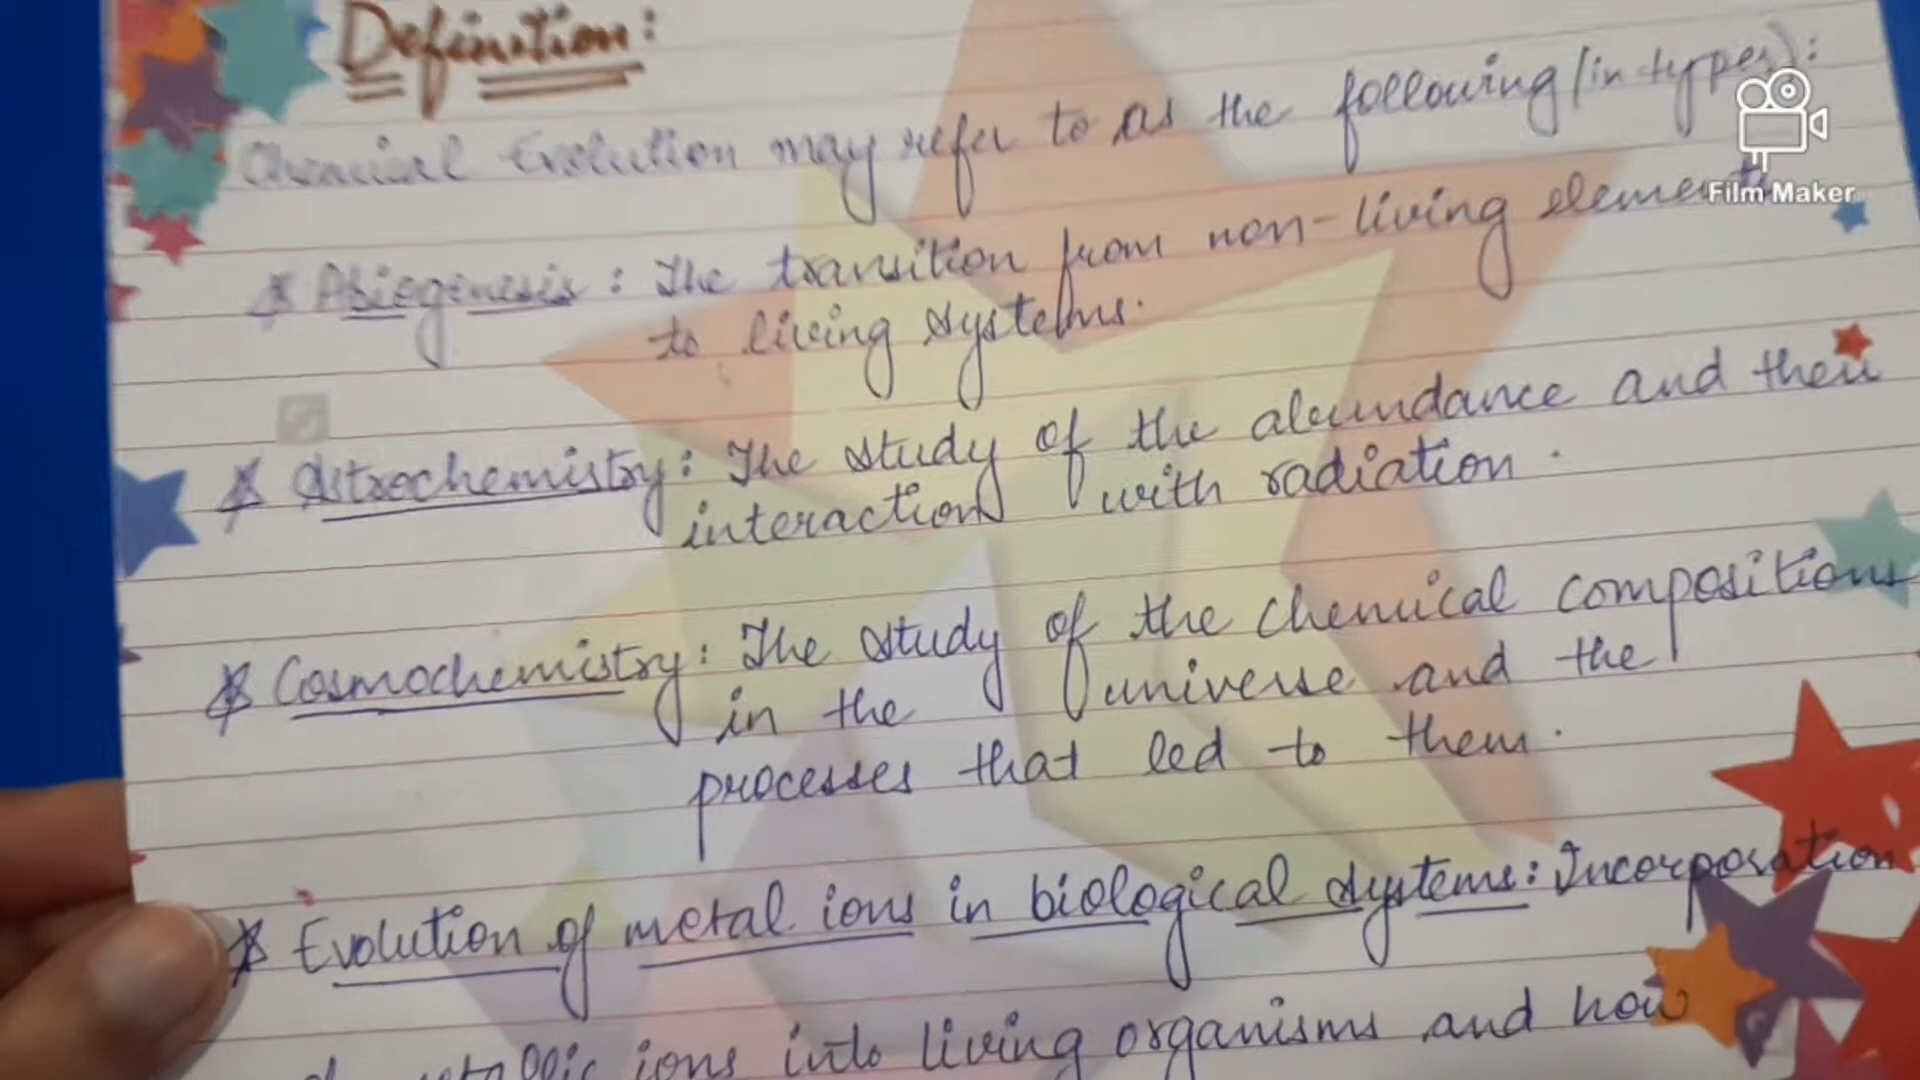 Definition:
Chemical Evolution may refer to as the following (in types):
Film Maker
* Abiogenesis : The transition from non-living elements
to living systems.
* Astrochemistry: The study of the abundance and their
interaction with radiation.
* Cosmochemistry: The study of the chemical compositions
in the universe and the
processes that led to them.
* Evolution of metal ions in biological systems: Incorporation
metallic ions into living organisms and how